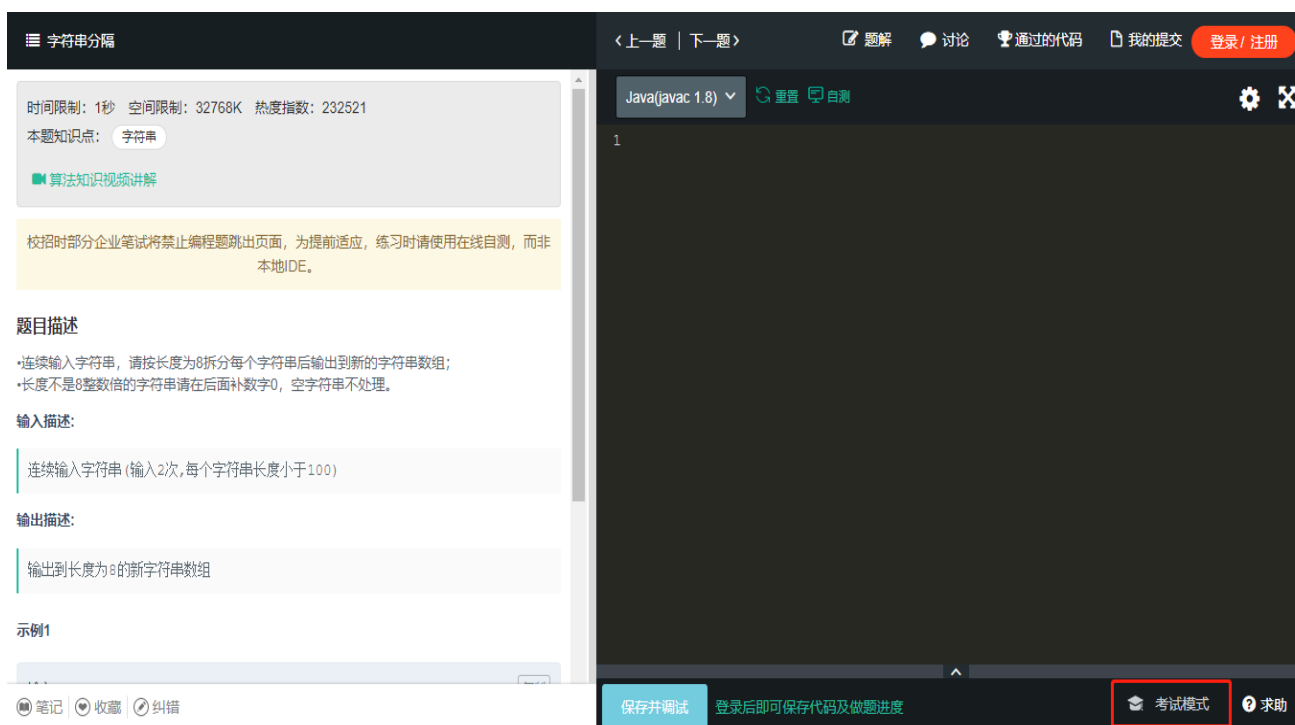 字符串分隔
<上一题 | 下一题>
题解
讨论
通过的代码
我的提交
登录/ 注册
时间限制：1秒 空间限制：32768K 热度指数：232521
本题知识点： 字符串
算法知识视频讲解
校招时部分企业笔试将禁止编程题跳出页面，为提前适应，练习时请使用在线自测，而非
本地IDE。
题目描述
•连续输入字符串，请按长度为8拆分每个字符串后输出到新的字符串数组；
•长度不是8整数倍的字符串请在后面补数字0，空字符串不处理。
输入描述:
连续输入字符串(输入2次,每个字符串长度小于100)
输出描述:
输出到长度为8的新字符串数组
示例1
笔记
收藏
纠错
Java(javac 1.8)
重置
自测
1
保存并调试
登录后即可保存代码及做题进度
考试模式
求助